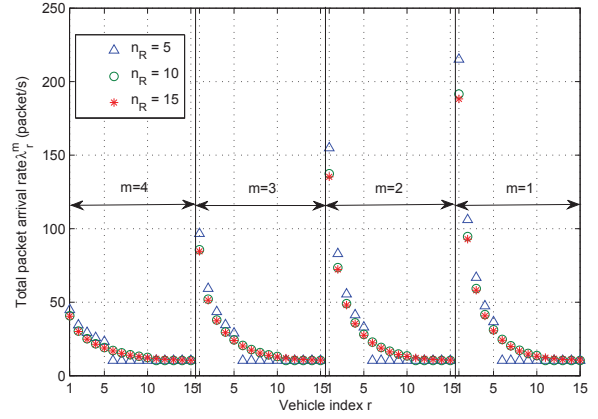 250
200
150
100
50
0
Total packet arrival rate λ_r^m (packet/s)
n_R = 5
n_R = 10
n_R = 15
m=4
m=3
m=2
m=1
1 5 10 15 1 5 10 15 1 5 10 15 1 5 10 15
Vehicle index r